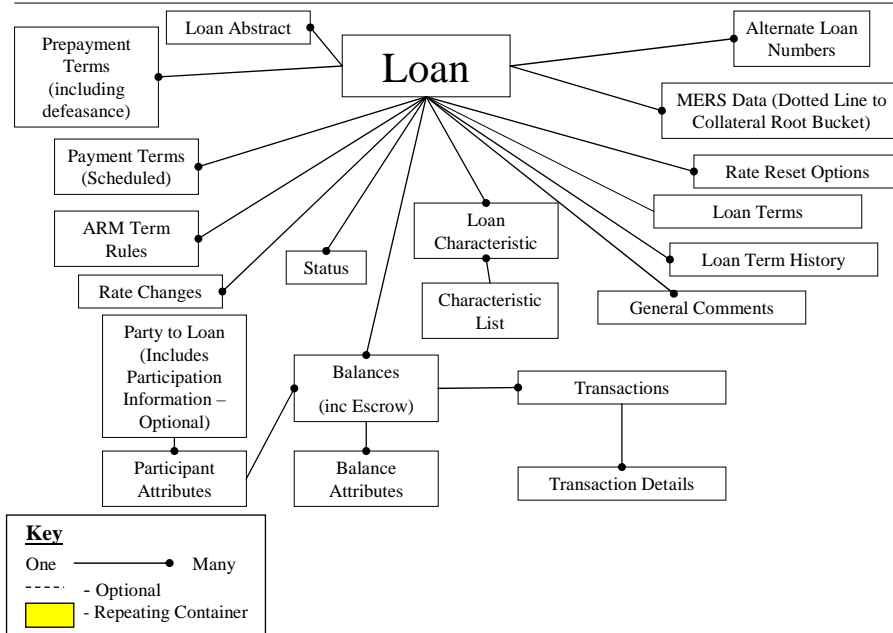 Loan Abstract
Prepayment
Terms
(including
defeasance)
Loan
Alternate Loan
Numbers
MERS Data (Dotted Line to
Collateral Root Bucket)
Payment Terms
(Scheduled)
Rate Reset Options
ARM Term
Rules
Loan
Characteristic
Loan Terms
Status
Loan Term History
Rate Changes
Characteristic
List
General Comments
Party to Loan
(Includes
Participation
Information –
Optional)
Balances
(inc Escrow)
Transactions
Participant
Attributes
Balance
Attributes
Transaction Details
Key
One Many
- Optional
- Repeating Container